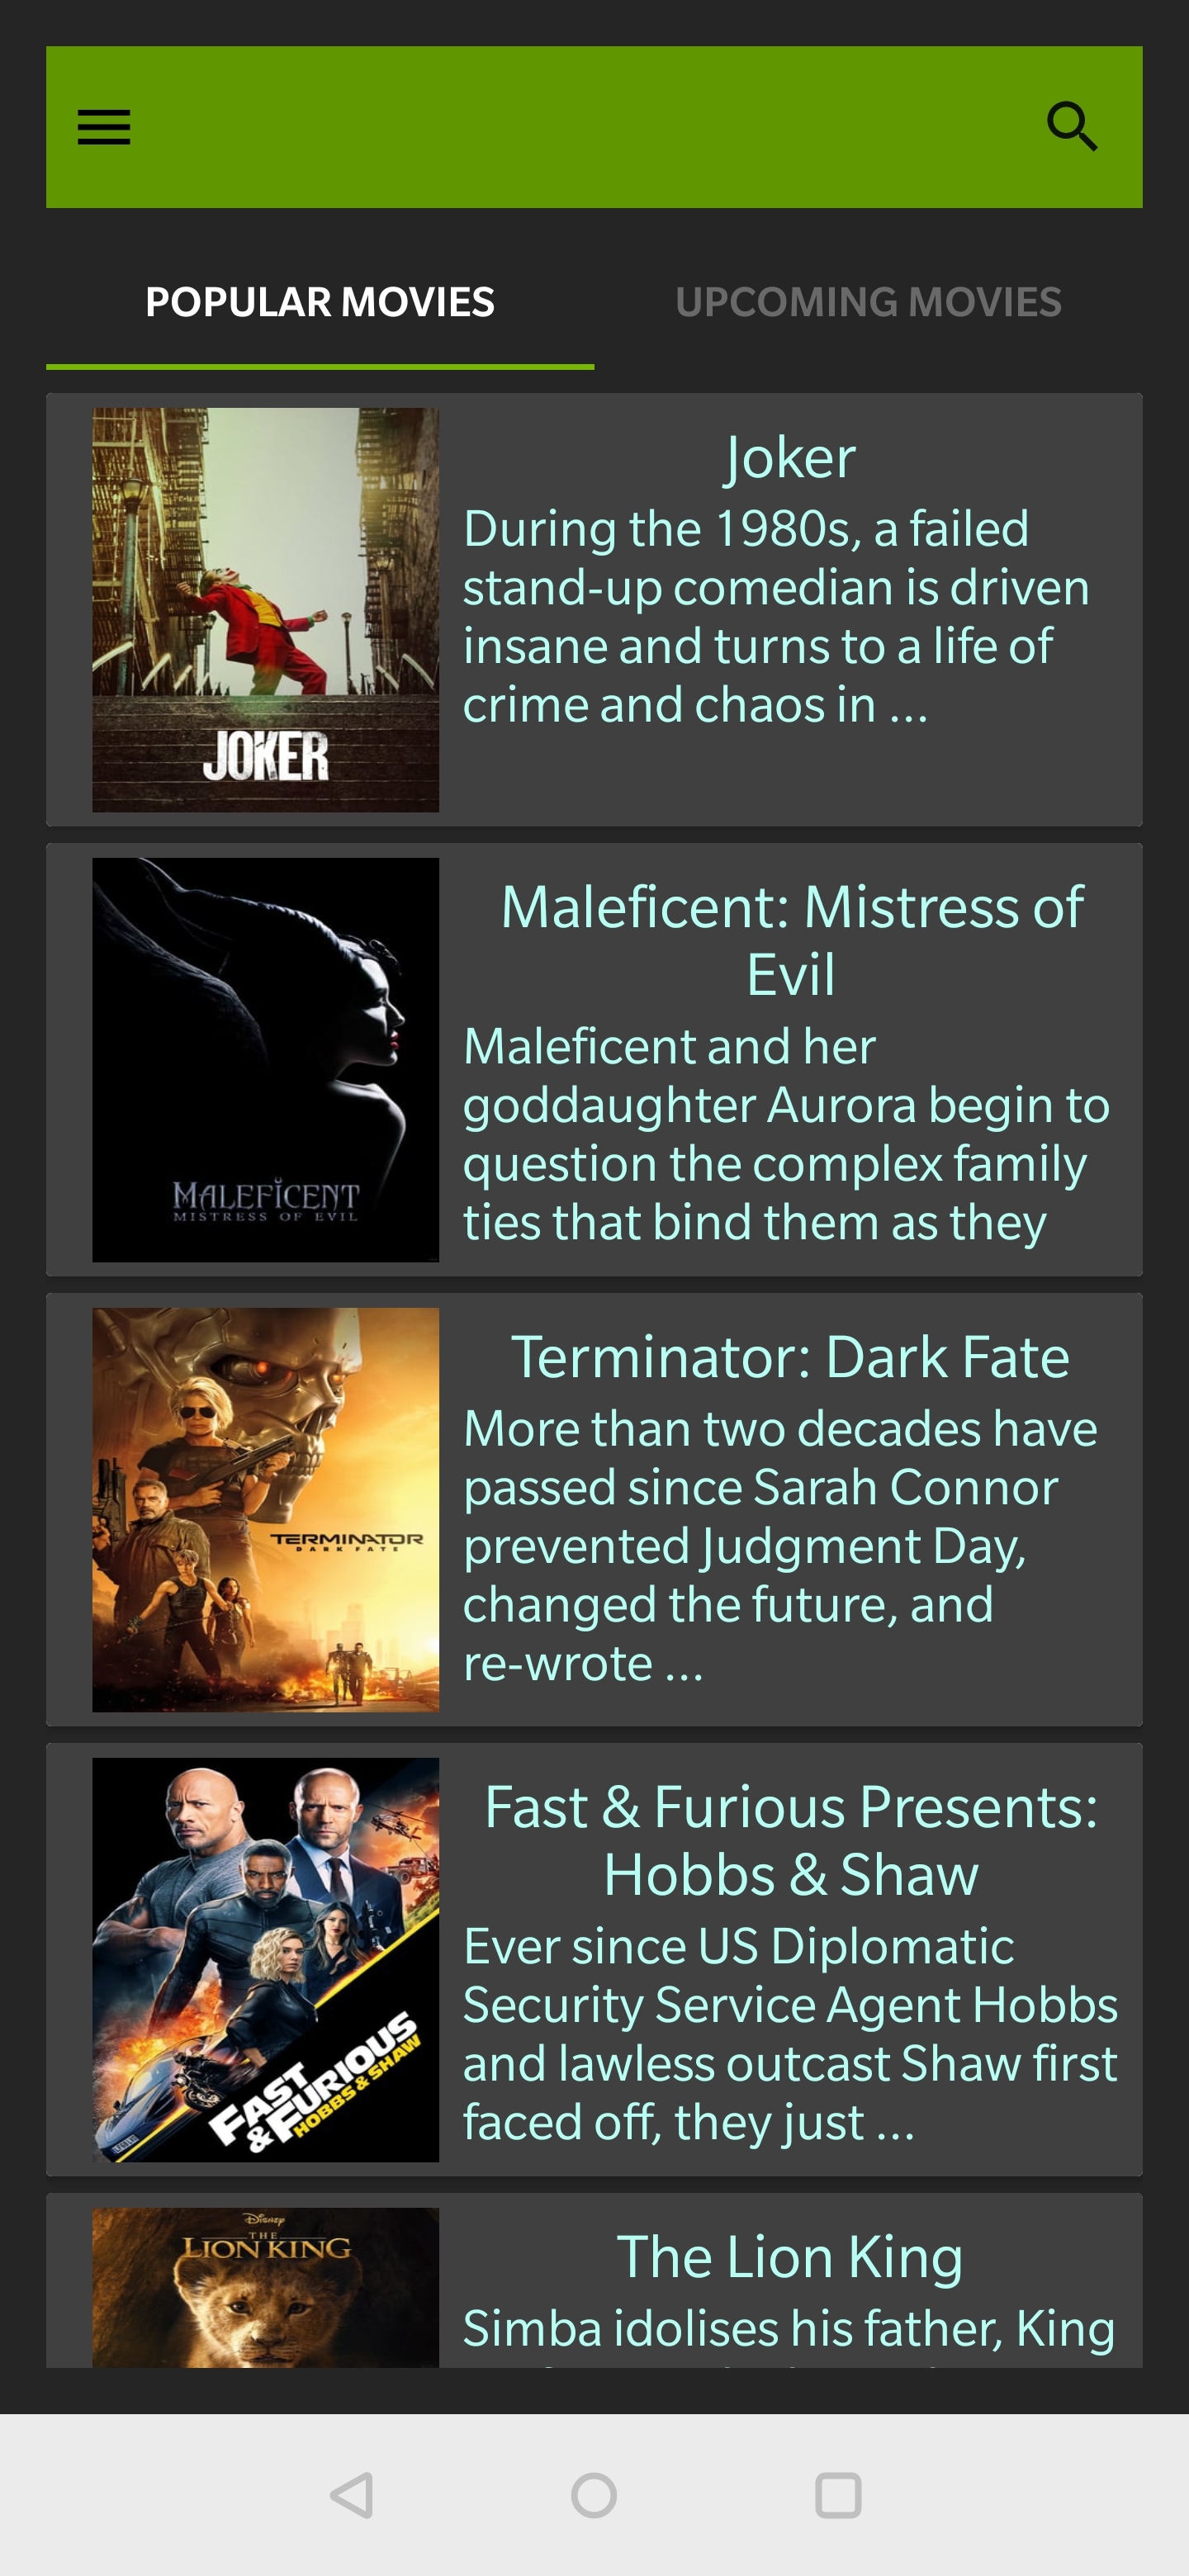 POPULAR MOVIES
UPCOMING MOVIES
JOKER
Joker
During the 1980s, a failed
stand-up comedian is driven
insane and turns to a life of
crime and chaos in ...
MALEFICENT
MISTRESS OF EVIL
Maleficent: Mistress of
Evil
Maleficent and her
goddaughter Aurora begin to
question the complex family
ties that bind them as they
TERMINATOR
DARK FATE
Terminator: Dark Fate
More than two decades have
passed since Sarah Connor
prevented Judgment Day,
changed the future, and
re-wrote ...
FAST
& FURIOUS
HOBBS & SHAW
Fast & Furious Presents:
Hobbs & Shaw
Ever since US Diplomatic
Security Service Agent Hobbs
and lawless outcast Shaw first
faced off, they just ...
Disney
THE
LION KING
The Lion King
Simba idolises his father, King